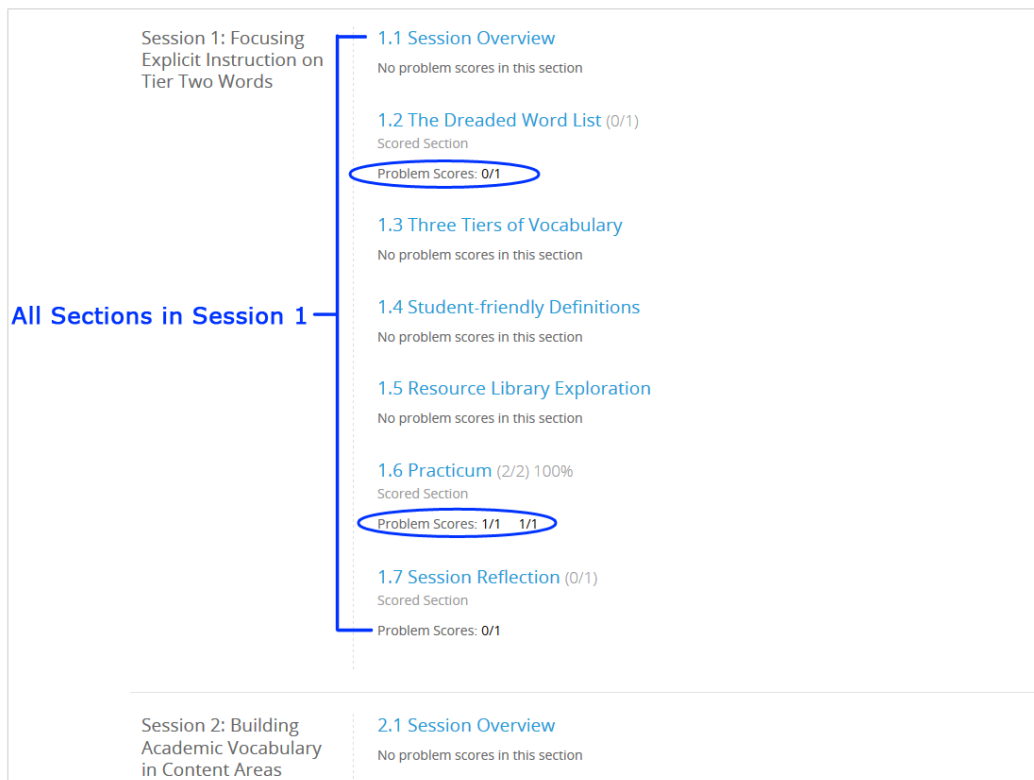 Session 1: Focusing
Explicit Instruction on
Tier Two Words
1.1 Session Overview
No problem scores in this section
1.2 The Dreaded Word List (0/1)
Scored Section
Problem Scores: 0/1
1.3 Three Tiers of Vocabulary
No problem scores in this section
All Sections in Session 1
1.4 Student-friendly Definitions
No problem scores in this section
1.5 Resource Library Exploration
No problem scores in this section
1.6 Practicum (2/2) 100%
Scored Section
Problem Scores: 1/1 1/1
1.7 Session Reflection (0/1)
Scored Section
Problem Scores: 0/1
Session 2: Building
Academic Vocabulary
in Content Areas
2.1 Session Overview
No problem scores in this section